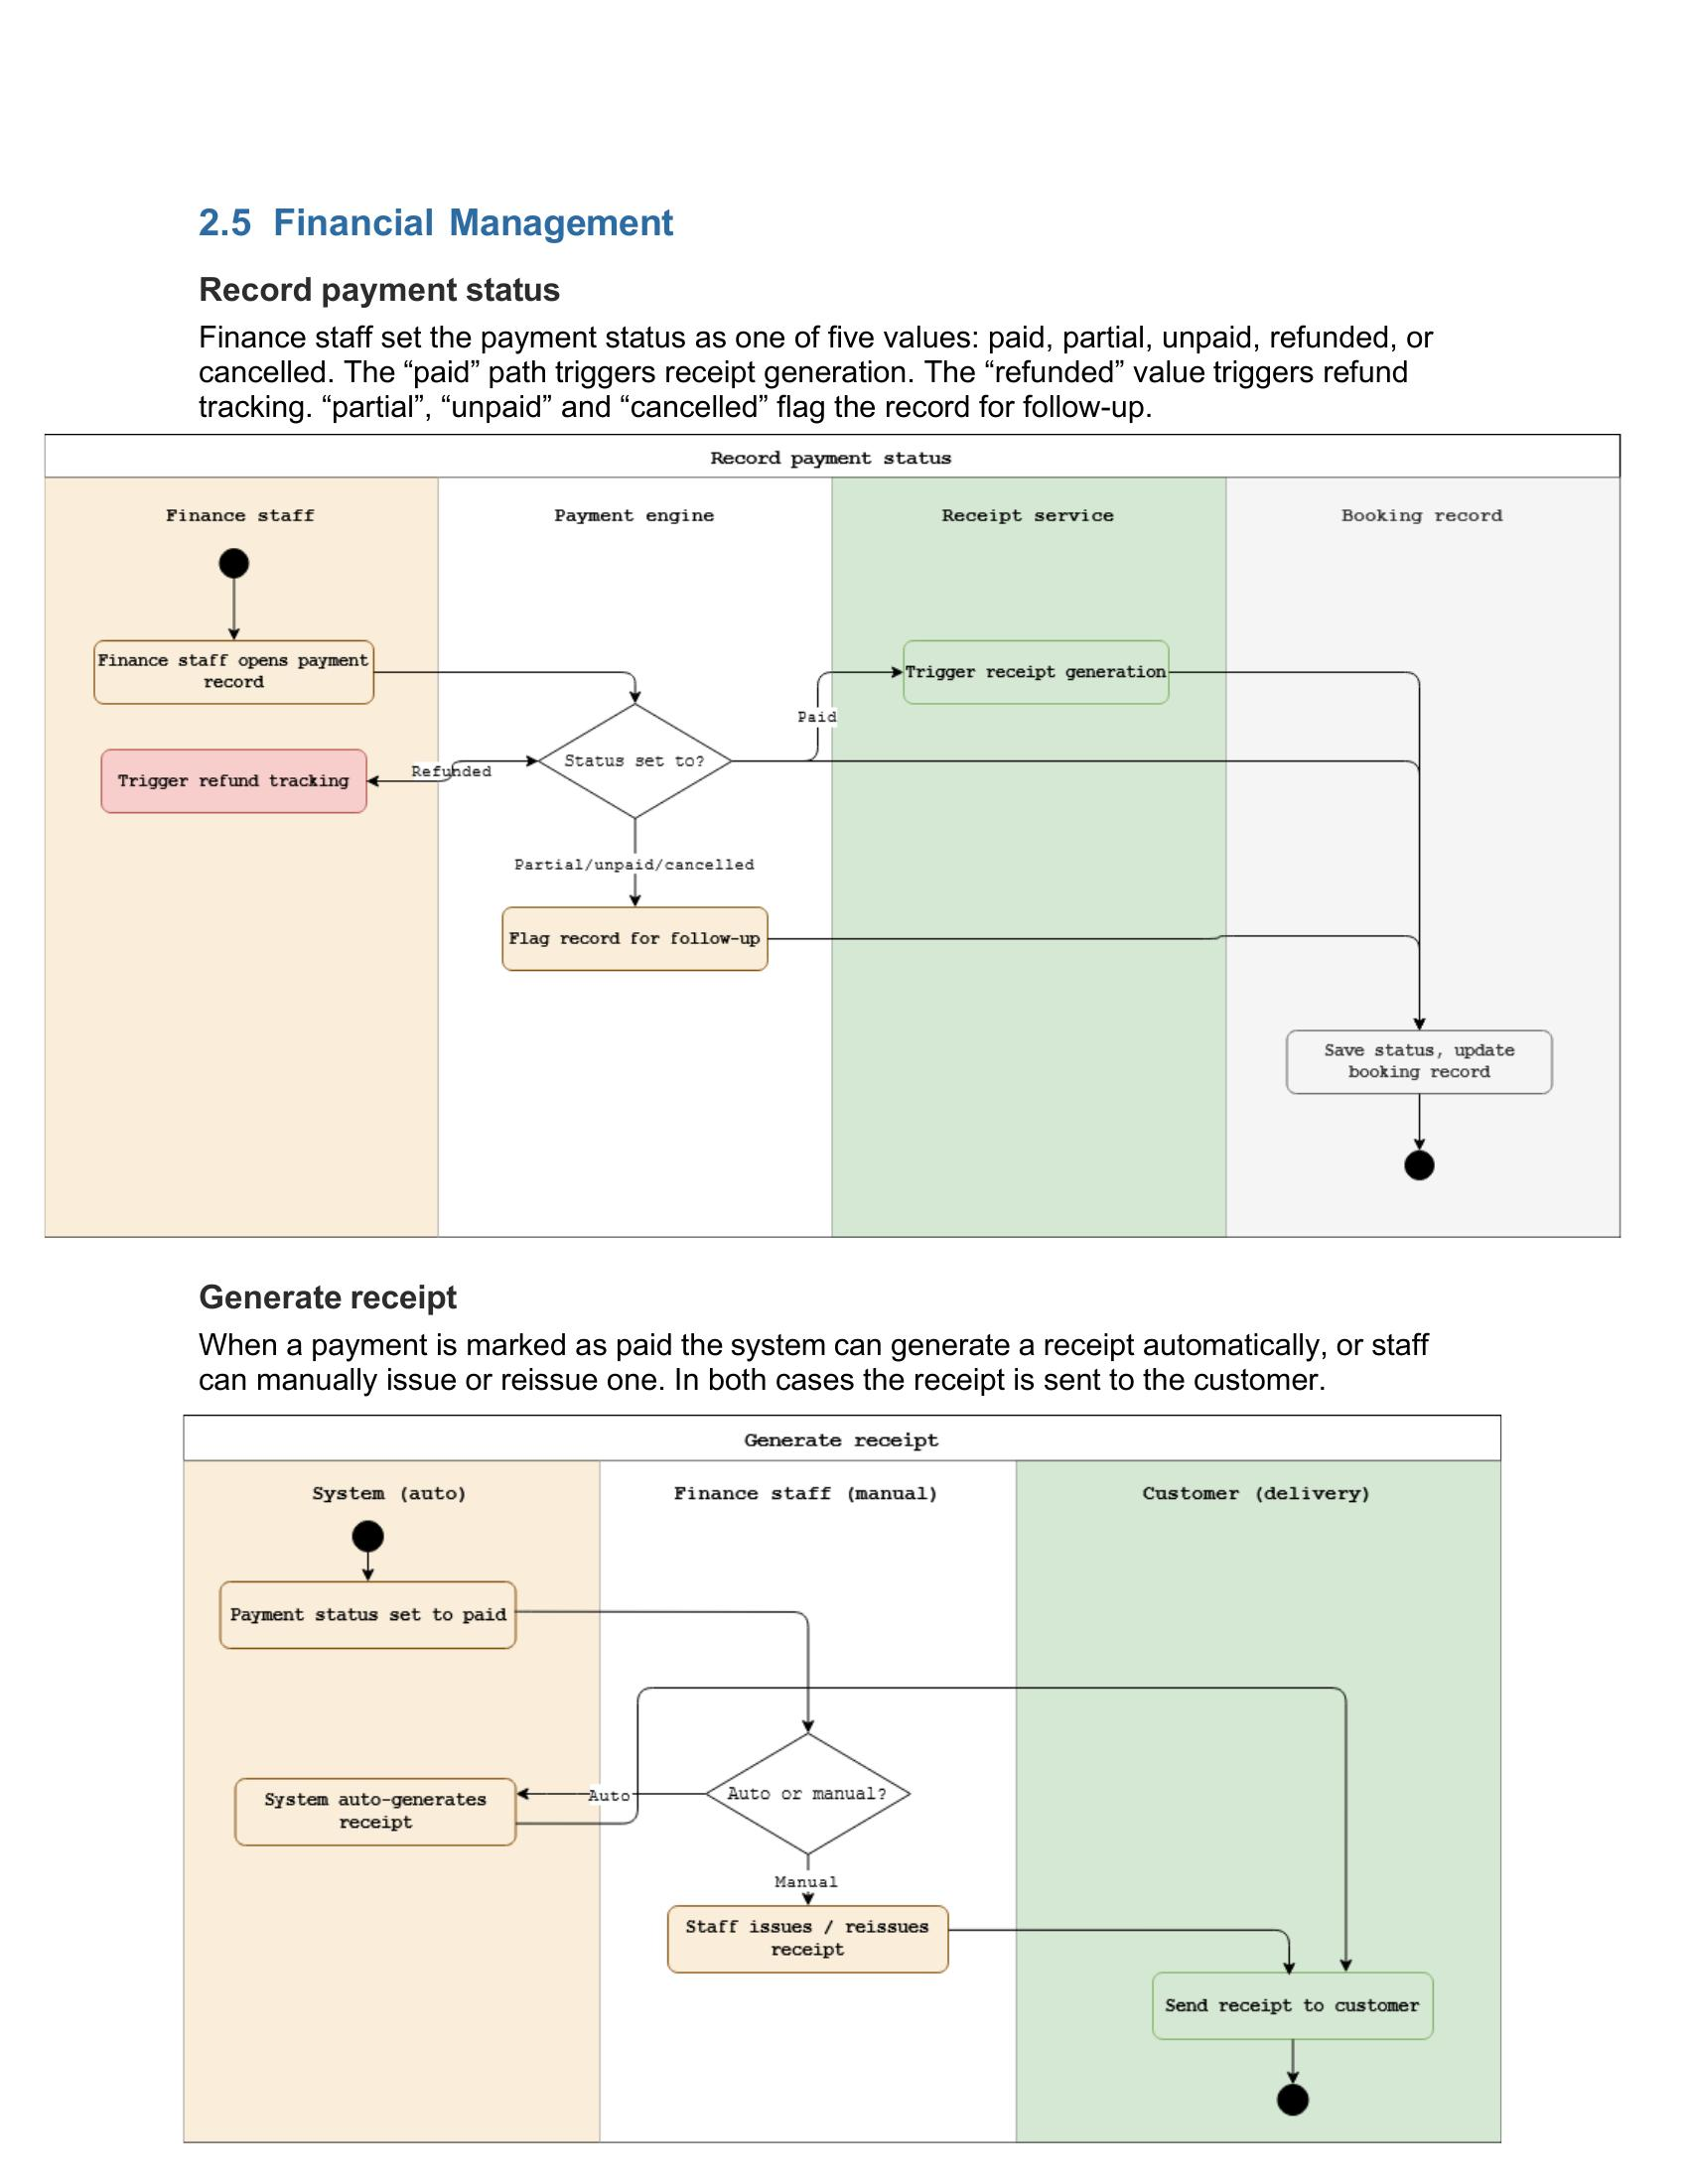 2.5 Financial Management
Record payment status
Finance staff set the payment status as one of five values: paid, partial, unpaid, refunded, or
cancelled. The “paid” path triggers receipt generation. The “refunded” value triggers refund
tracking. “partial”, “unpaid” and “cancelled” flag the record for follow-up.
Record payment status
Finance staff
Payment engine
Receipt service
Booking record
Finance staff opens payment
record
Trigger receipt generation
Paid
Status set to?
Refunded
Trigger refund tracking
Partial/unpaid/cancelled
Flag record for follow-up
Save status, update
booking record
Generate receipt
When a payment is marked as paid the system can generate a receipt automatically, or staff
can manually issue or reissue one. In both cases the receipt is sent to the customer.
Generate receipt
System (auto)
Finance staff (manual)
Customer (delivery)
Payment status set to paid
Auto or manual?
Auto
System auto-generates
receipt
Manual
Staff issues / reissues
receipt
Send receipt to customer